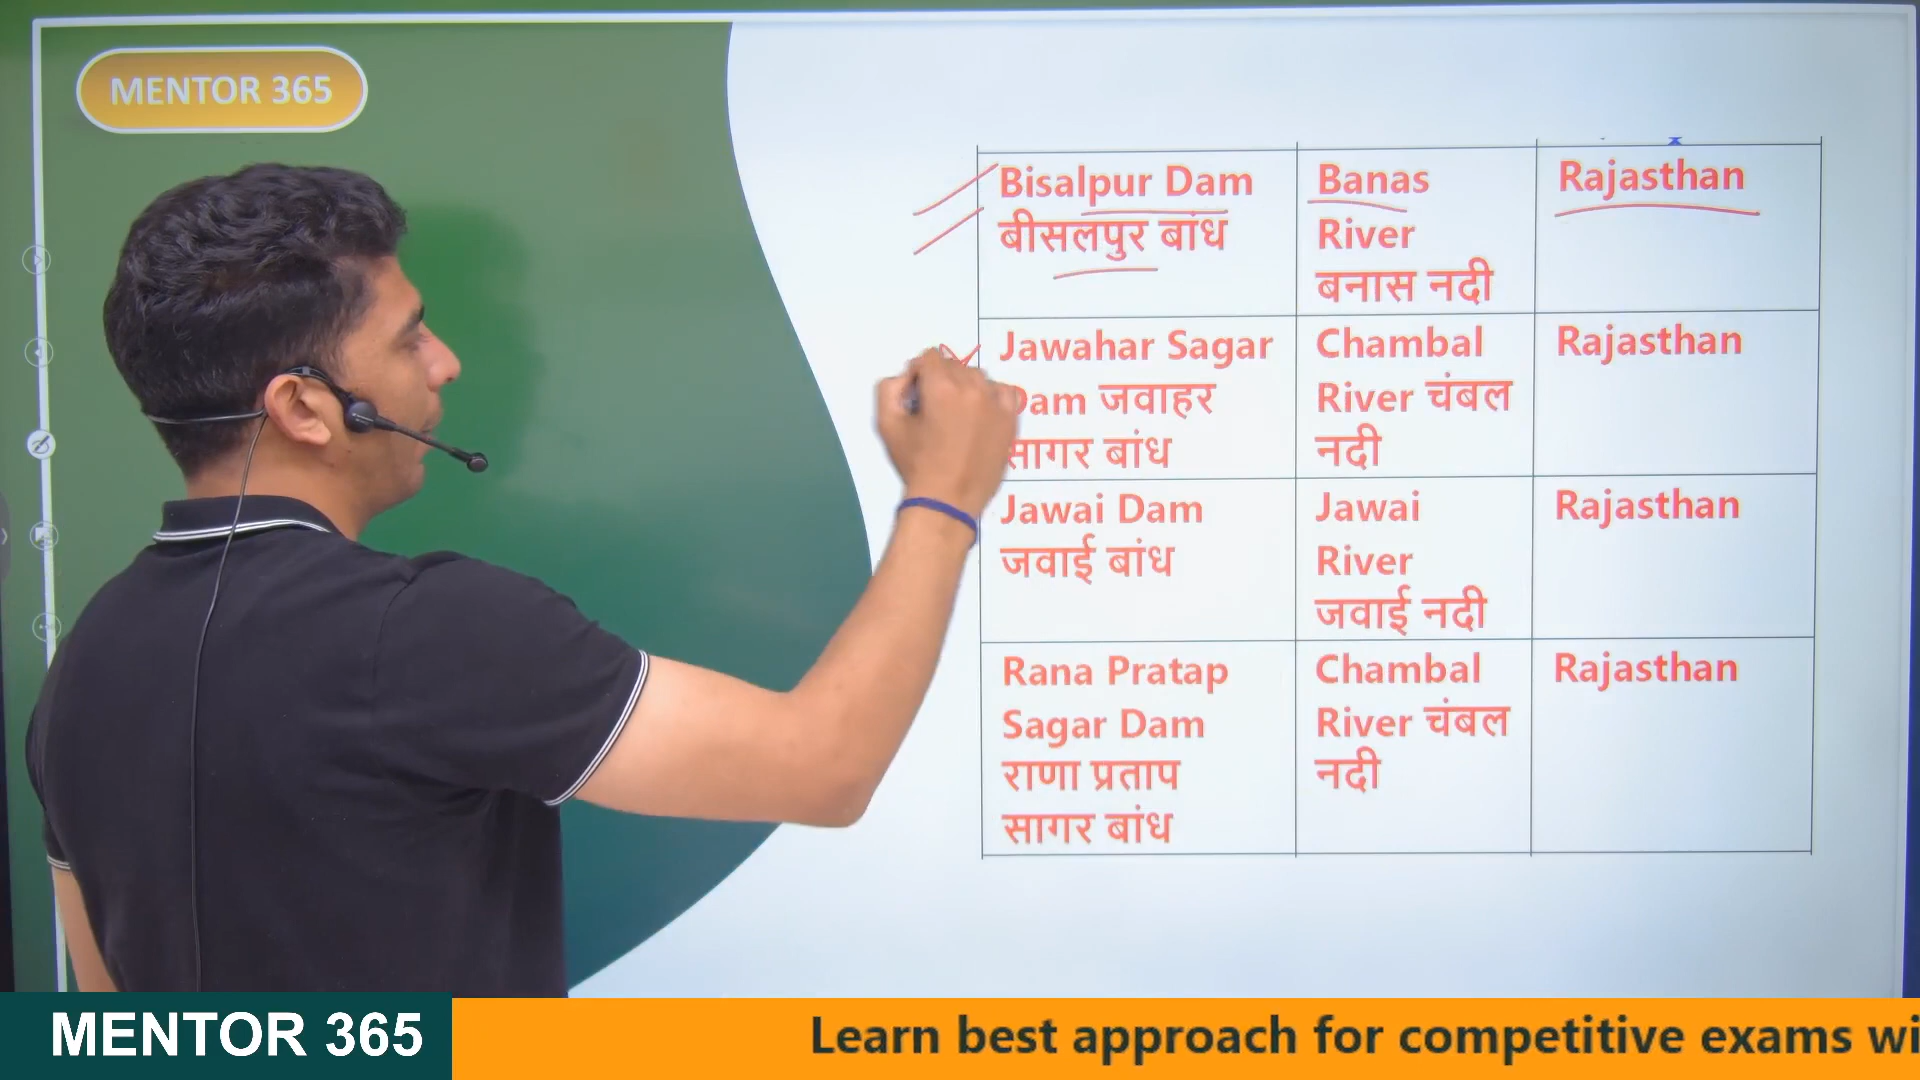 MENTOR 365
Bisalpur Dam
बीसलपुर बांध
Banas
River
बनास नदी
Rajasthan
Jawahar Sagar
Dam जवाहर
सागर बांध
Chambal
River चंबल
नदी
Rajasthan
Jawai Dam
जवाई बांध
Jawai
River
जवाई नदी
Rajasthan
Rana Pratap
Sagar Dam
राणा प्रताप
सागर बांध
Chambal
River चंबल
नदी
Rajasthan
MENTOR 365
Learn best approach for competitive exams wi